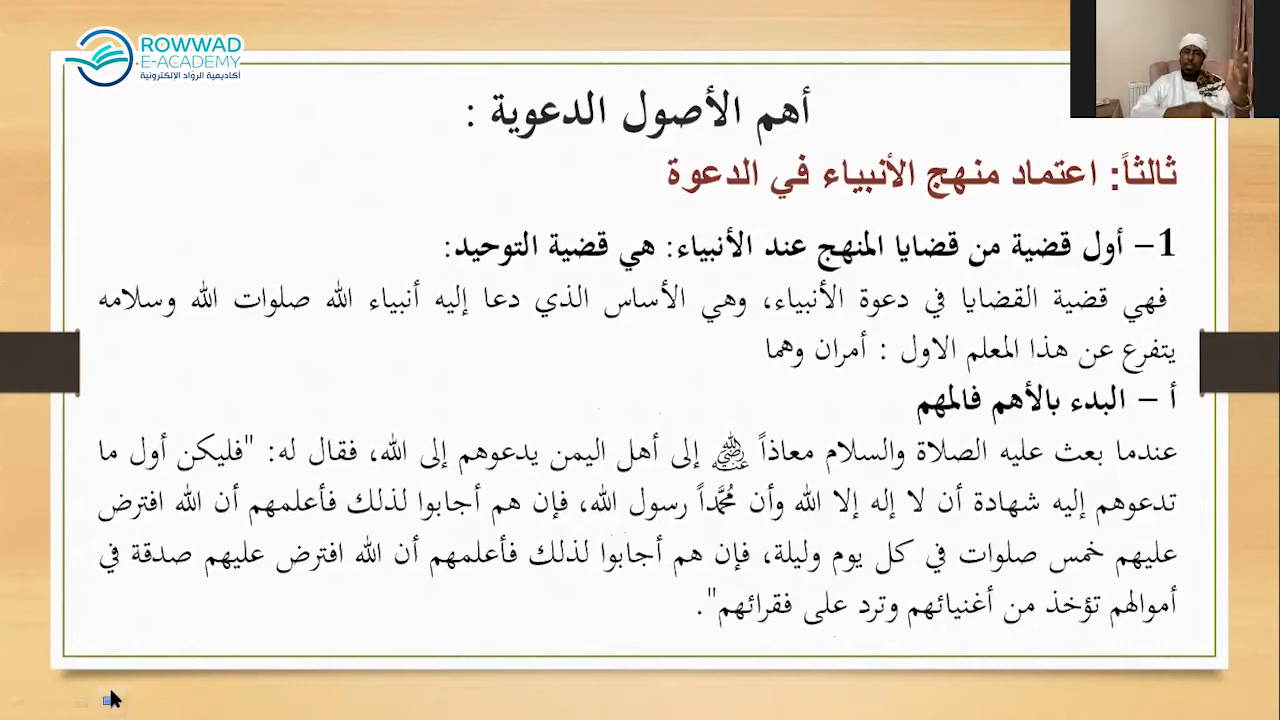 ROWWAD
E-ACADEMY
أكاديمية الرواد الإلكترونية
أهم الأصول الدعوية :
ثالثاً: اعتماد منهج الأنبياء في الدعوة
1– أول قضية من قضايا المنهج عند الأنبياء: هي قضية التوحيد:
فهي قضية القضايا في دعوة الأنبياء، وهي الأساس الذي دعا إليه أنبياء الله صلوات الله وسلامه
يتفرع عن هذا المعلم الاول : أمران وهما
أ – البدء بالأهم فالمهم
عندما بعث عليه الصلاة والسلام معاذاً رضي الله عنه إلى أهل اليمن يدعوهم إلى الله، فقال له: "فليكن أول ما
تدعوهم إليه شهادة أن لا إله إلا الله وأن مُحمَّداً رسول الله، فإن هم أجابوا لذلك فأعلمهم أن الله افترض
عليهم خمس صلوات في كل يوم وليلة، فإن هم أجابوا لذلك فأعلمهم أن الله افترض عليهم صدقة في
أموالهم تؤخذ من أغنيائهم وترد على فقرائهم".